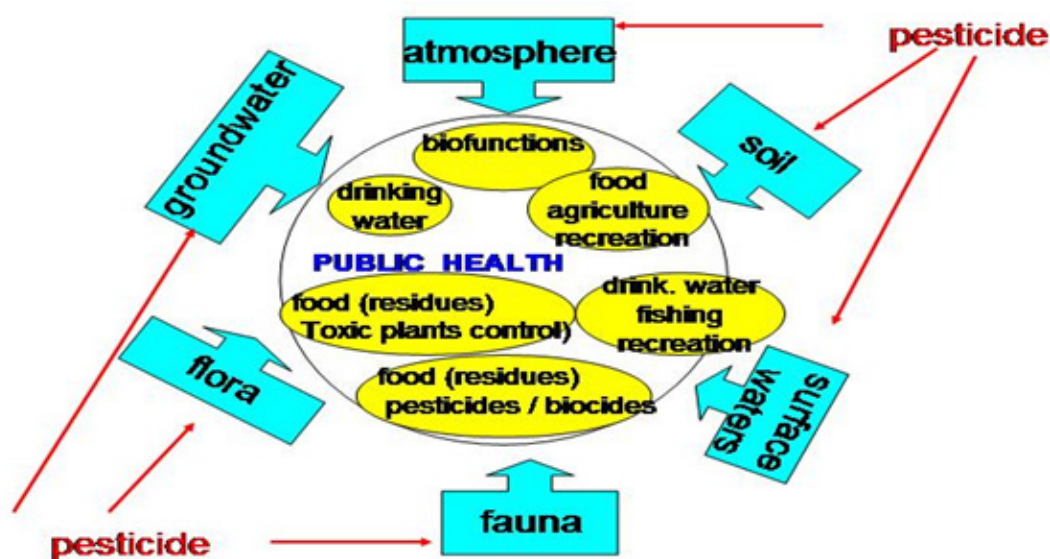 atmosphere
pesticide
groundwater
soil
biofunctions
drinking
water
food
agriculture
recreation
PUBLIC HEALTH
food (residues)
Toxic plants control)
drink. water
fishing
recreation
flora
food (residues)
pesticides / biocides
surface
waters
fauna
pesticide